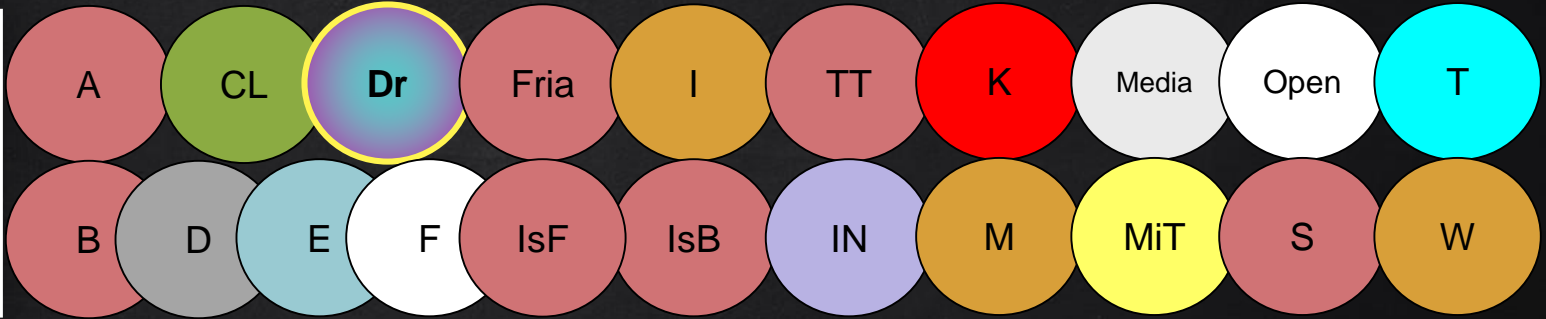 A CL Dr Fria I TT K Media Open T
B D E F IsF IsB IN M MiT S W